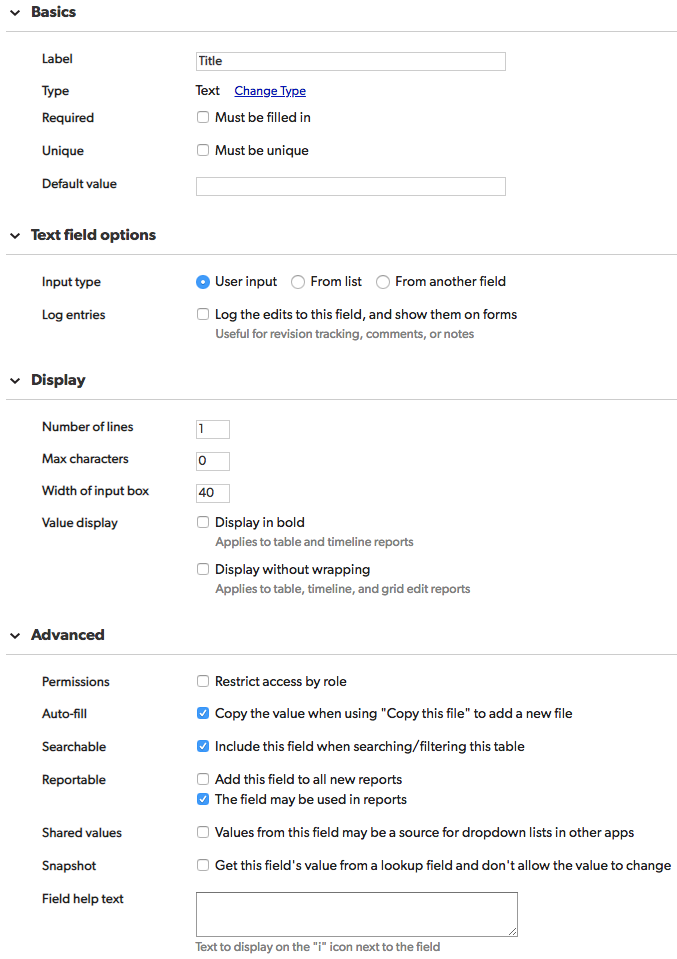 Basics
Label Title
Type Text Change Type
Required Must be filled in
Unique Must be unique
Default value
Text field options
Input type User input From list From another field
Log entries Log the edits to this field, and show them on forms
Useful for revision tracking, comments, or notes
Display
Number of lines 1
Max characters 0
Width of input box 40
Value display Display in bold
Applies to table and timeline reports
Display without wrapping
Applies to table, timeline, and grid edit reports
Advanced
Permissions Restrict access by role
Auto-fill Copy the value when using "Copy this file" to add a new file
Searchable Include this field when searching/filtering this table
Reportable Add this field to all new reports
The field may be used in reports
Shared values Values from this field may be a source for dropdown lists in other apps
Snapshot Get this field's value from a lookup field and don't allow the value to change
Field help text
Text to display on the "i" icon next to the field